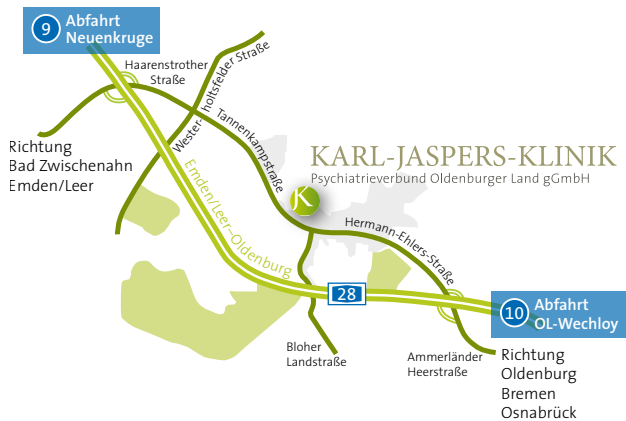 9
Abfahrt
Neuenkruge
Haarenstrother
Straße
Wester-
holtsfelder Straße
Tannenkampstraße
Richtung
Bad Zwischenahn
Emden/Leer
KARL-JASPERS-KLINIK
Psychiatrieverbund Oldenburger Land gGmbH
K
Emden/Leer–Oldenburg
Hermann-Ehlers-Straße
28
10
Abfahrt
OL-Wechloy
Bloher
Landstraße
Ammerländer
Heerstraße
Richtung
Oldenburg
Bremen
Osnabrück